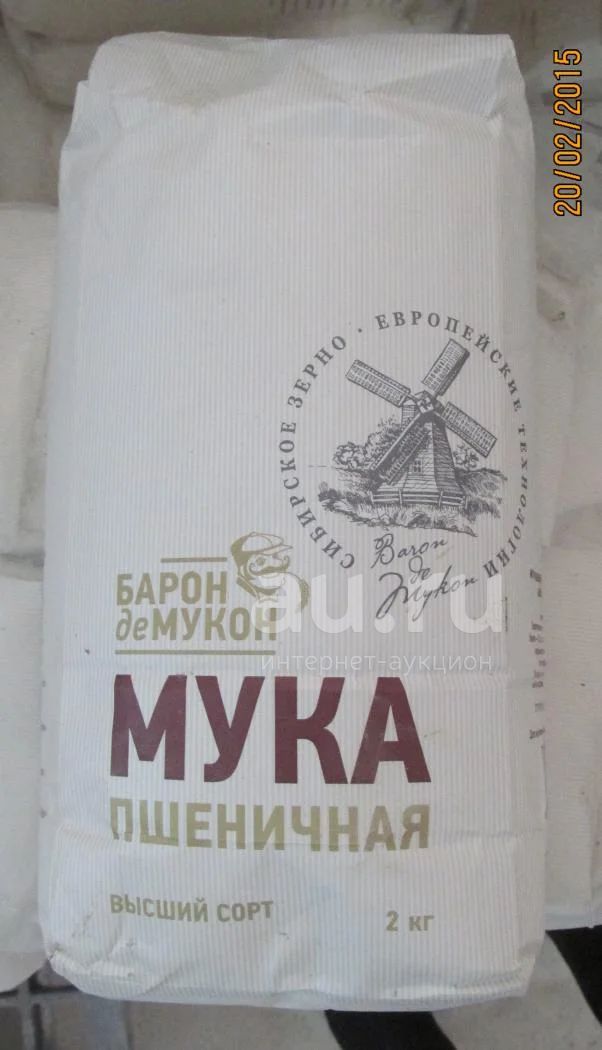 20/02/2015
СИБИРСКОЕ ЗЕРНО · ЕВРОПЕЙСКИЕ ТЕХНОЛОГИИ
Baron
de
Mykon
БАРОН
деМУКОН
au.ru
интернет-аукцион
МУКА
ПШЕНИЧНАЯ
ВЫСШИЙ СОРТ
2 кг